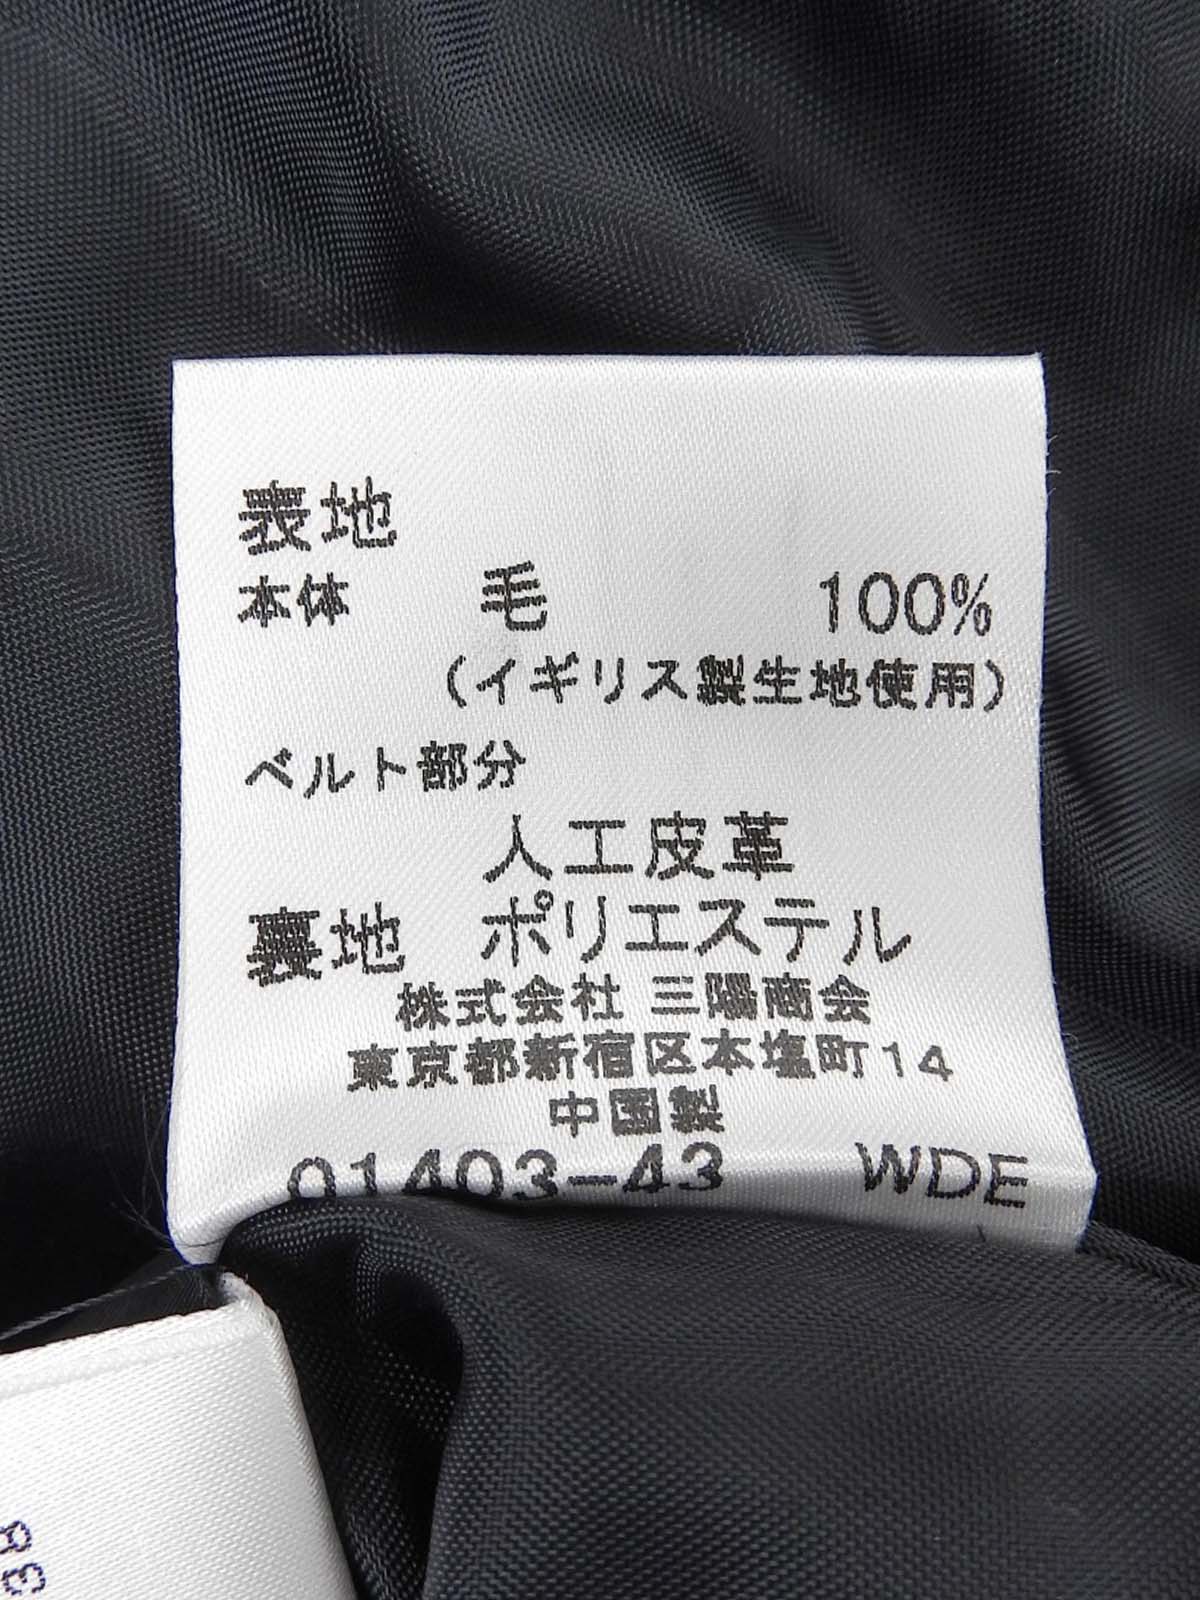 表地
本体 毛 100%
(イギリス製生地使用)
ベルト部分
人工皮革
裏地 ポリエステル
株式会社 三陽商会
東京都新宿区本塩町14
中国製
01403-43 WDE